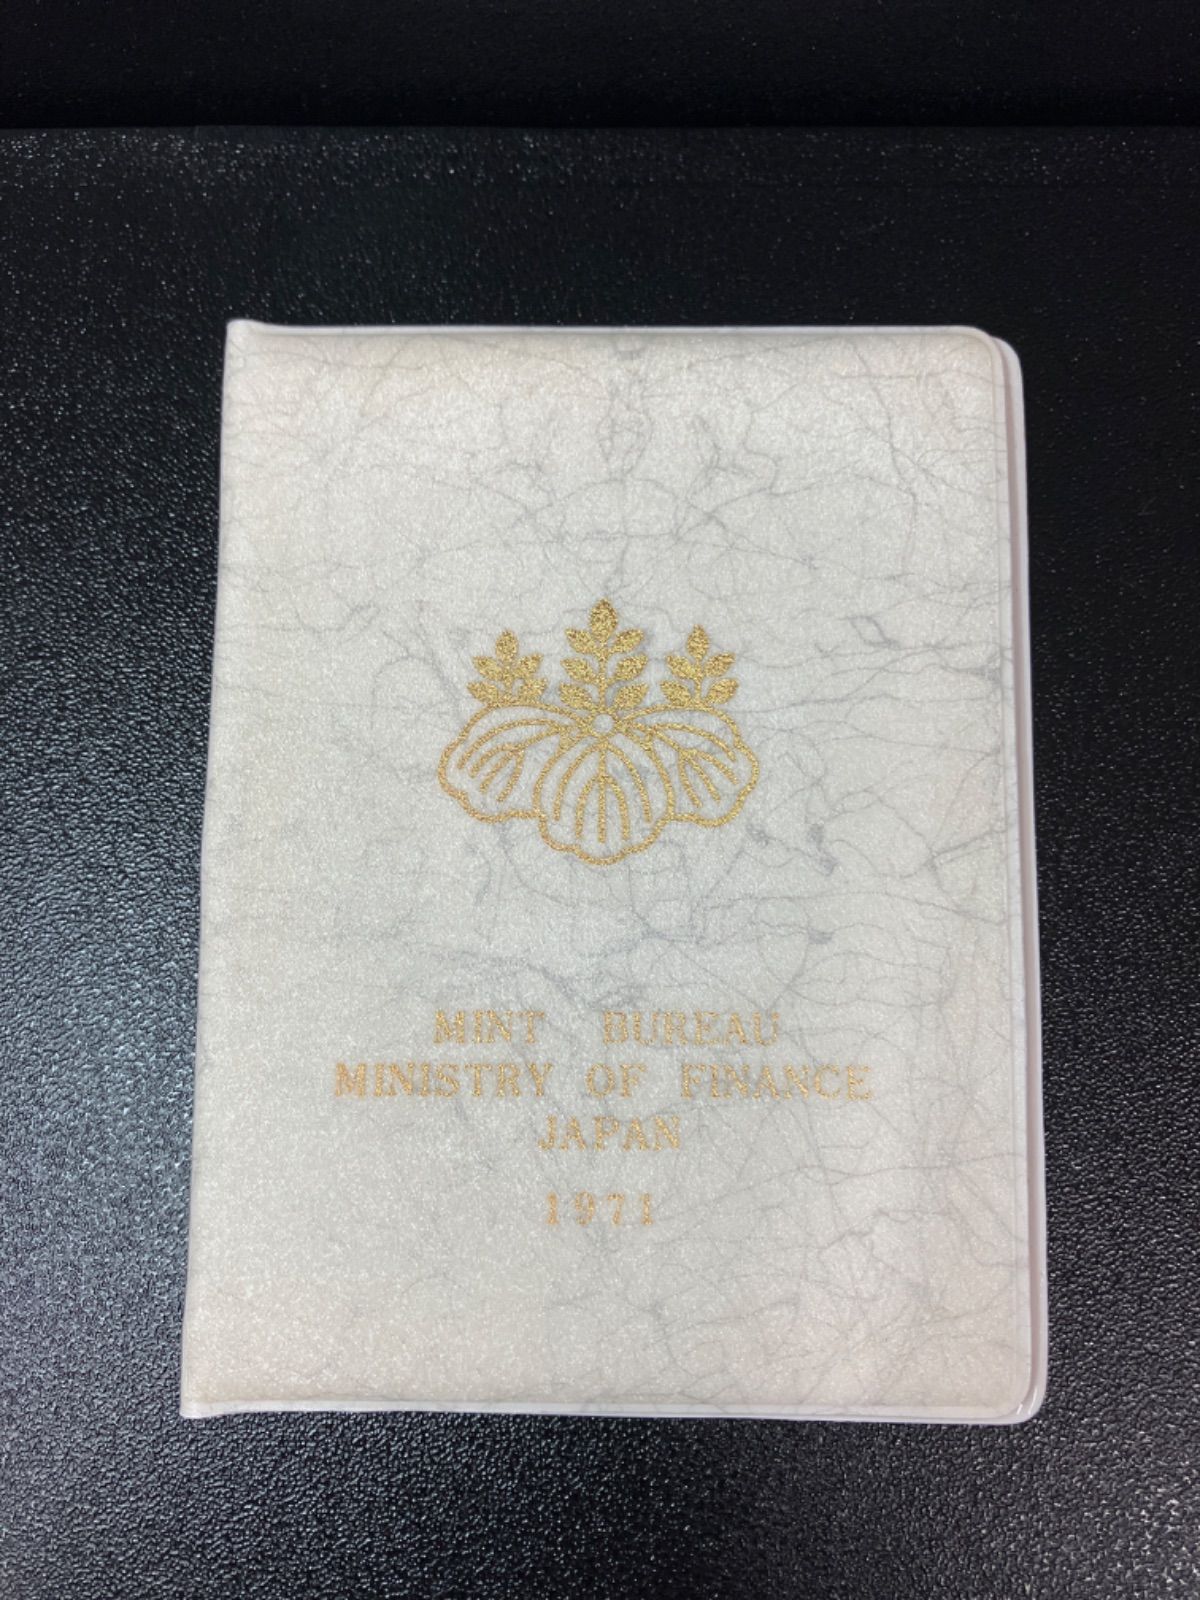 MINT BUREAU
MINISTRY OF FINANCE
JAPAN
1971